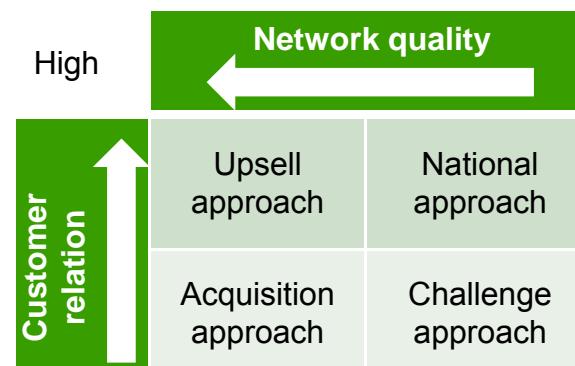 High
Network quality
Customer
relation
Upsell
approach
National
approach
Acquisition
approach
Challenge
approach